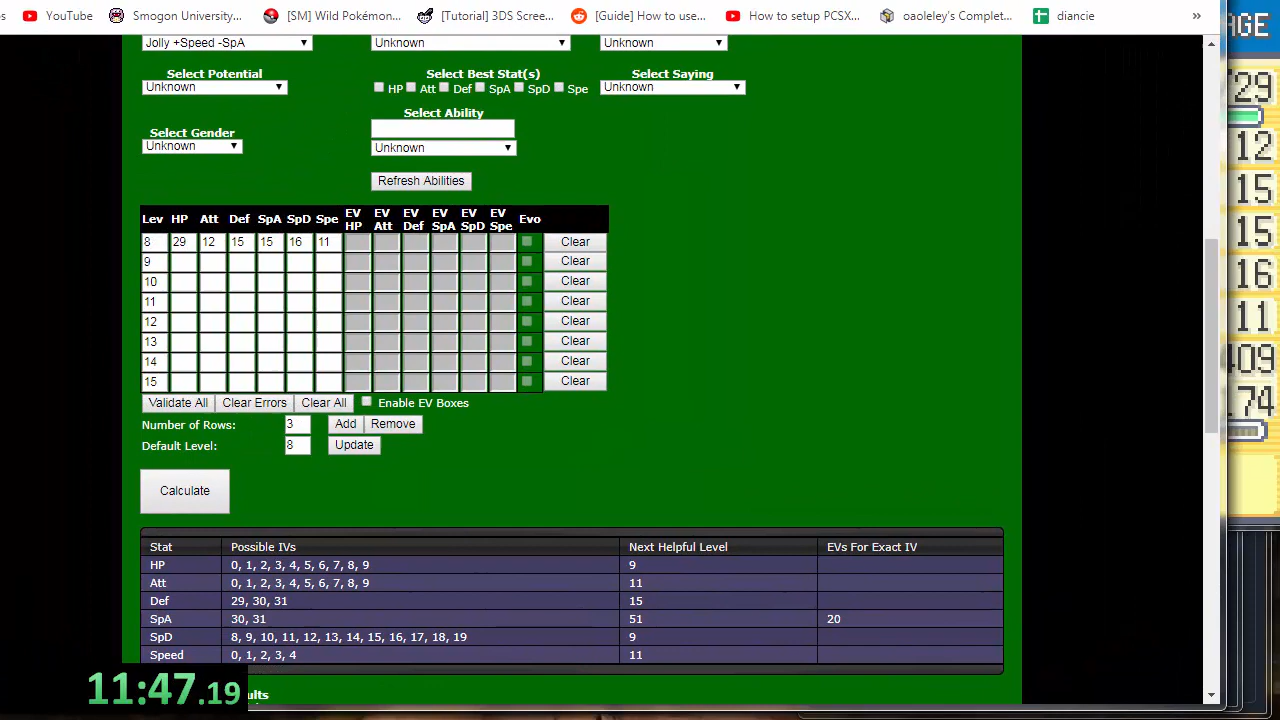 YouTube Smogon University... [SM] Wild Pokémon... [Tutorial] 3DS Scree... [Guide] How to use... How to setup PCSX... oaoleley's Complet... diancie »
Jolly +Speed -SpA Unknown Unknown
Select Potential Select Best Stat(s) Select Saying
Unknown HP Att Def SpA SpD Spe Unknown
Select Ability
Select Gender
Unknown Unknown
Refresh Abilities
Lev HP Att Def SpA SpD Spe EV HP EV Att EV Def EV SpA EV SpD EV Spe Evo
8 29 12 15 15 16 11 Clear
9 Clear
10 Clear
11 Clear
12 Clear
13 Clear
14 Clear
15 Clear
Validate All Clear Errors Clear All Enable EV Boxes
Number of Rows: 3 Add Remove
Default Level: 8 Update
Calculate
Stat Possible IVs Next Helpful Level EVs For Exact IV
HP 0, 1, 2, 3, 4, 5, 6, 7, 8, 9 9
Att 0, 1, 2, 3, 4, 5, 6, 7, 8, 9 11
Def 29, 30, 31 15
SpA 30, 31 51 20
SpD 8, 9, 10, 11, 12, 13, 14, 15, 16, 17, 18, 19 9
Speed 0, 1, 2, 3, 4 11
11:47.19
ults
AGE
29
12
15
15
16
11
409
174